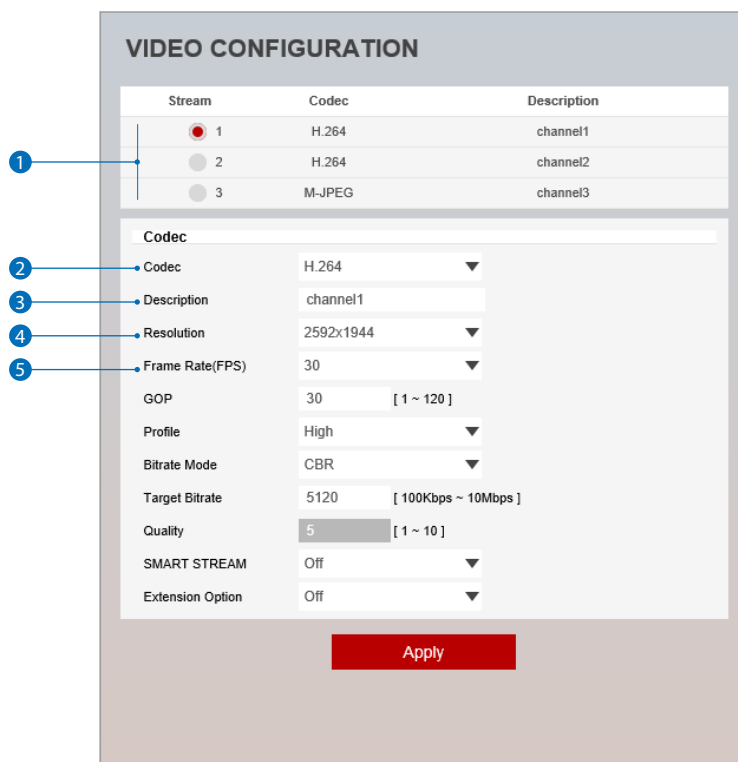 VIDEO CONFIGURATION
Stream Codec Description
1 H.264 channel1
1 2 H.264 channel2
3 M-JPEG channel3
Codec
2 Codec H.264
3 Description channel1
4 Resolution 2592x1944
5 Frame Rate(FPS) 30
GOP 30 [ 1 ~ 120 ]
Profile High
Bitrate Mode CBR
Target Bitrate 5120 [ 100Kbps ~ 10Mbps ]
Quality 5 [ 1 ~ 10 ]
SMART STREAM Off
Extension Option Off
Apply